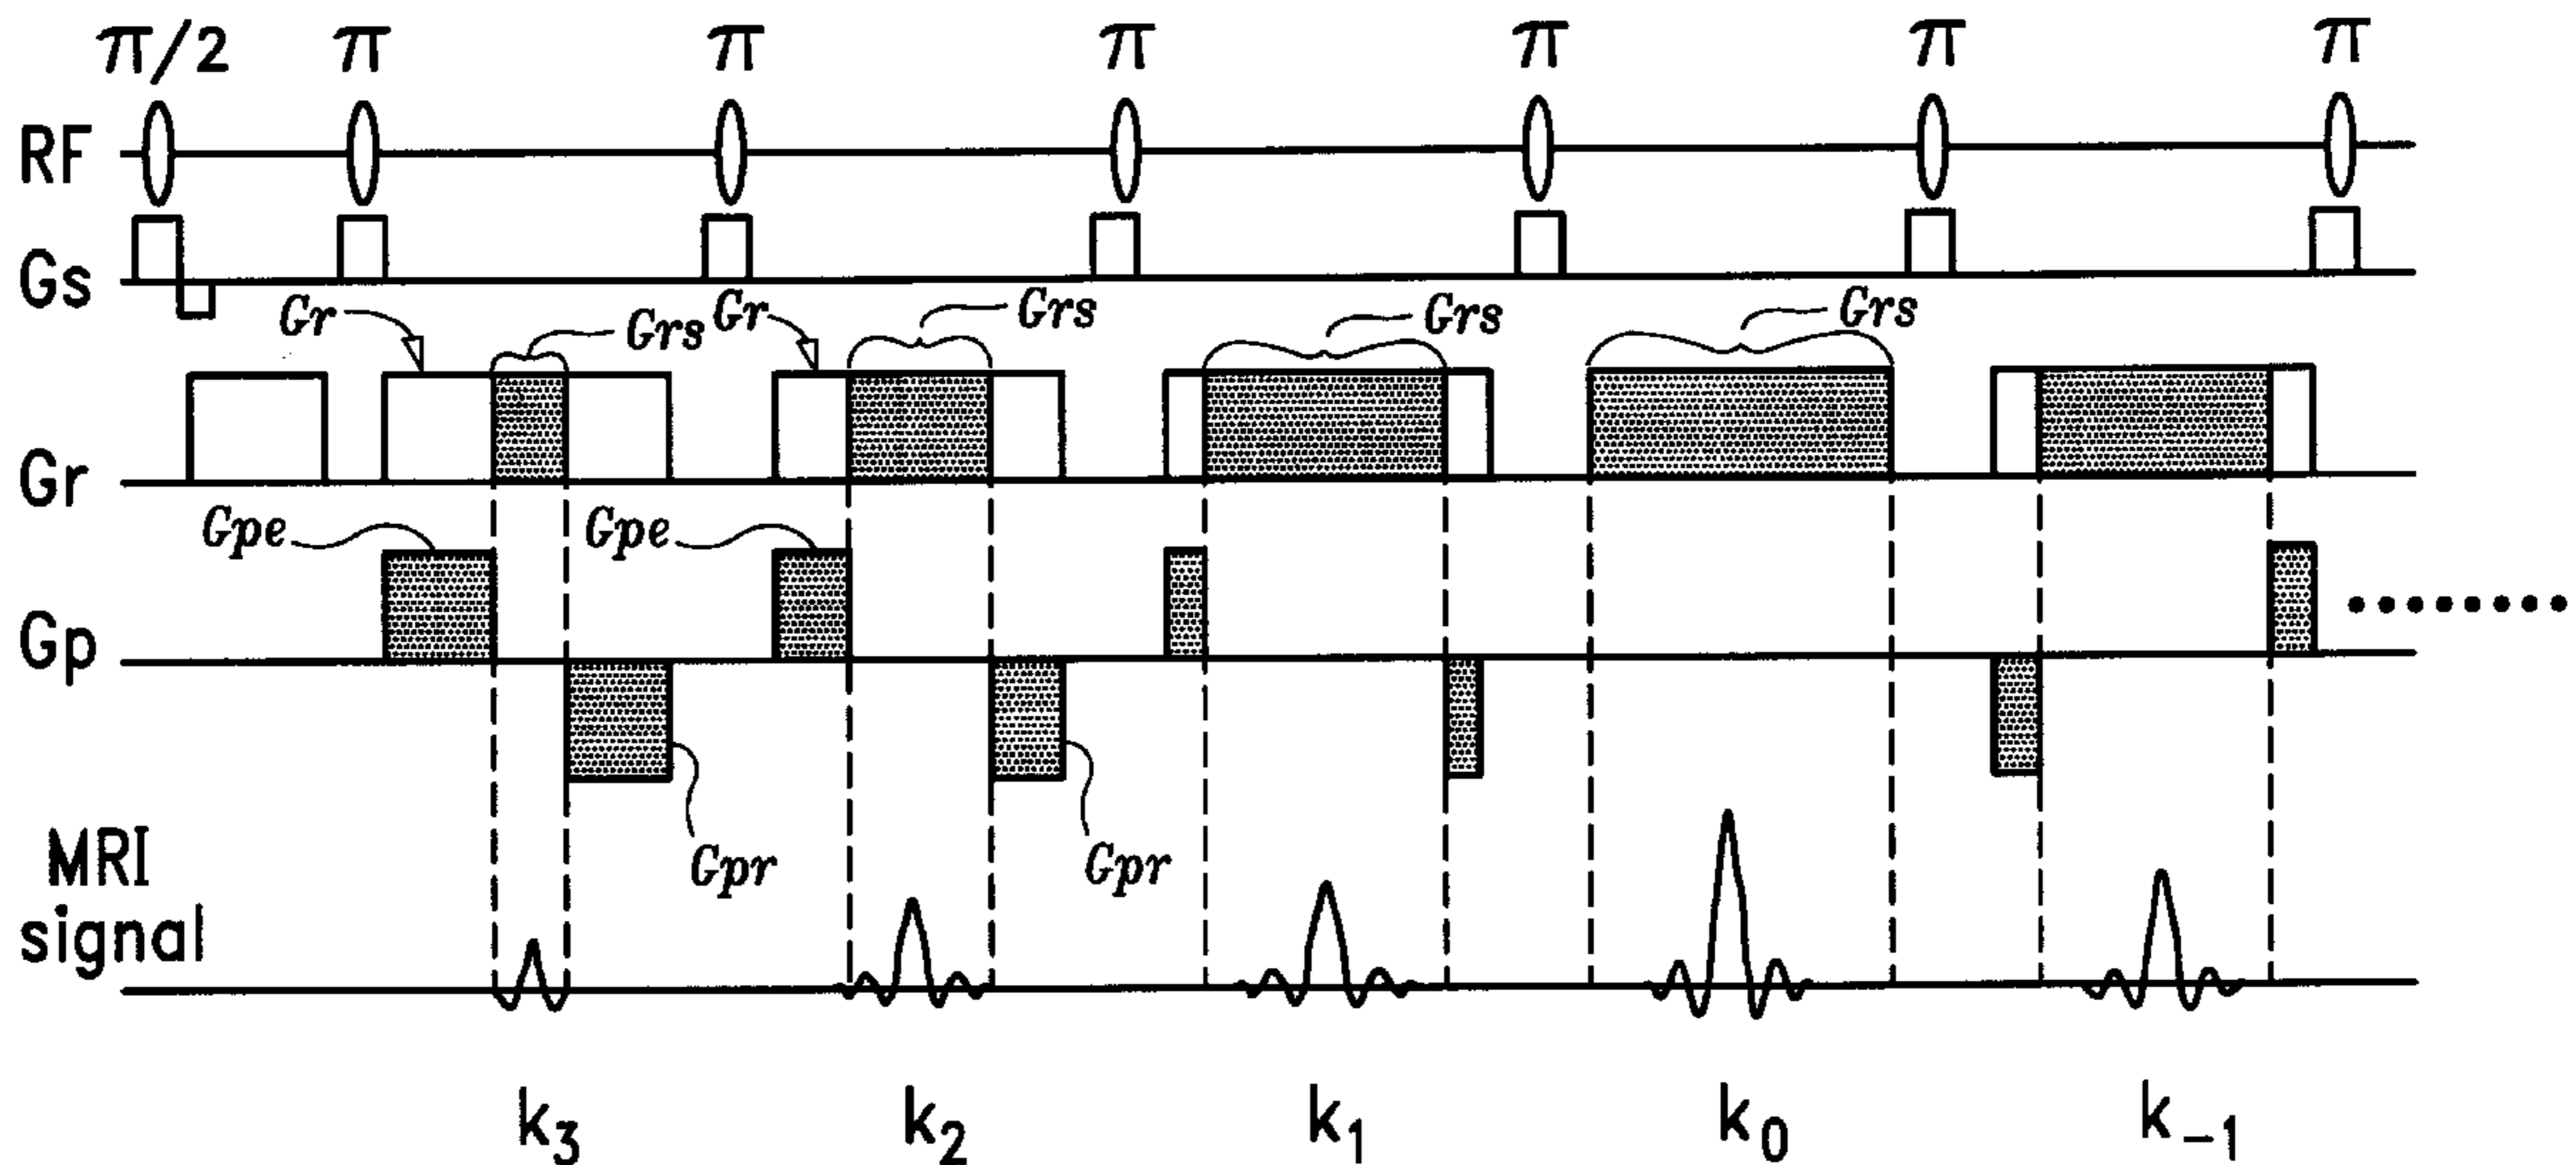 π/2 π π π π π π
RF
Gs
Gr Grs Gr Grs Grs Grs
Gr
Gpe Gpe
Gp
Gpr Gpr
MRI
signal
k₃ k₂ k₁ k₀ k₋₁